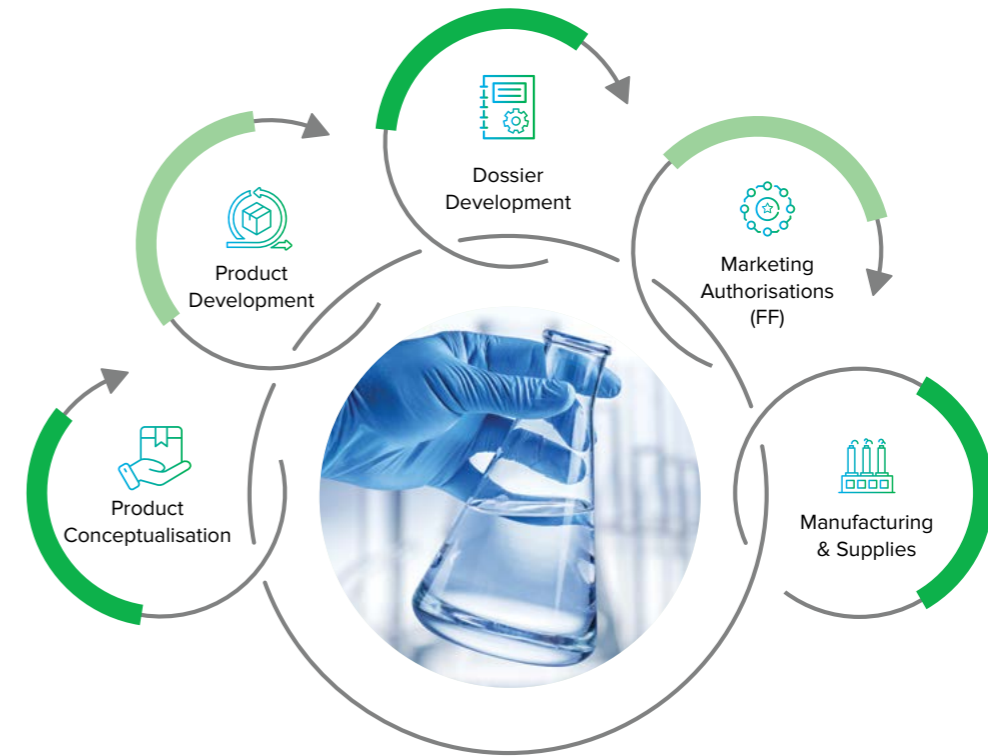 Product
Conceptualisation
Product
Development
Dossier
Development
Marketing
Authorisations
(FF)
Manufacturing
& Supplies